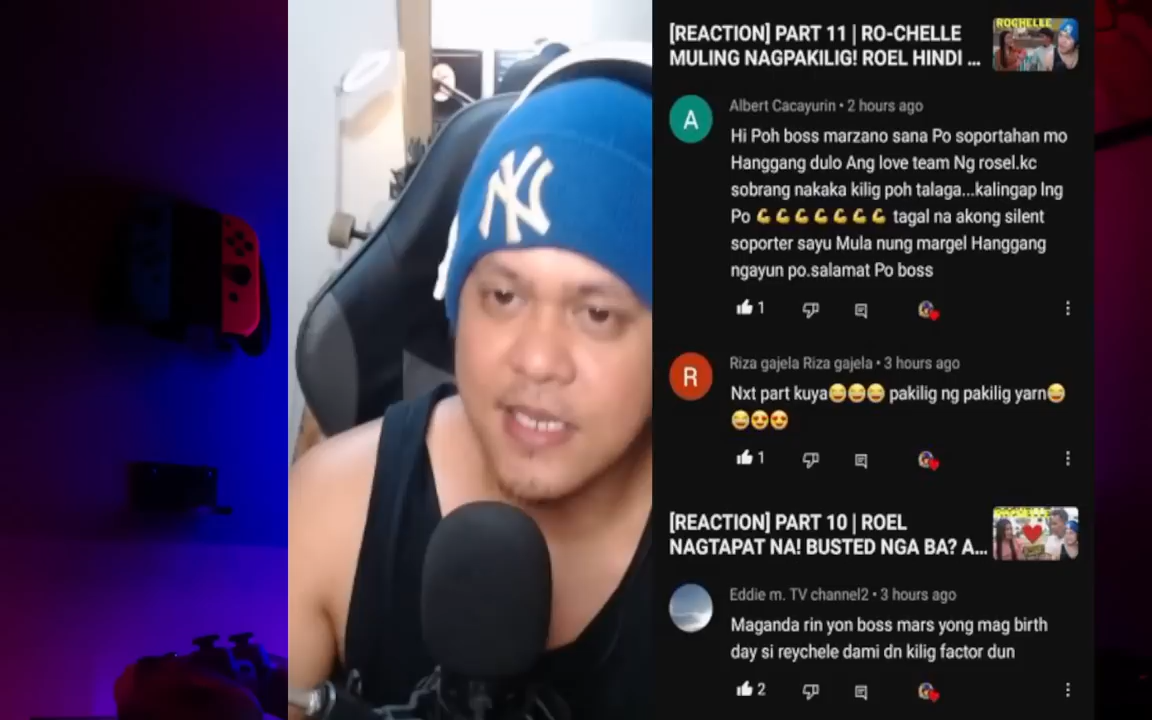 NY
[REACTION] PART 11 | RO-CHELLE
MULING NAGPAKILIG! ROEL HINDI ...
ROCHELLE
Albert Cacayurin • 2 hours ago
A
Hi Poh boss marzano sana Po soportahan mo
Hanggang dulo Ang love team Ng rosel.kc
sobrang nakaka kilig poh talaga...kalingap lng
Po 💪💪💪💪💪💪💪 tagal na akong silent
soporter sayu Mula nung margel Hanggang
ngayun po.salamat Po boss
1
Riza gajela Riza gajela • 3 hours ago
R
Nxt part kuya😂😂😂 pakilig ng pakilig yarn😂
😂😍😍
1
[REACTION] PART 10 | ROEL
NAGTAPAT NA! BUSTED NGA BA? A...
Eddie m. TV channel2 • 3 hours ago
Maganda rin yon boss mars yong mag birth
day si reychele dami dn kilig factor dun
2